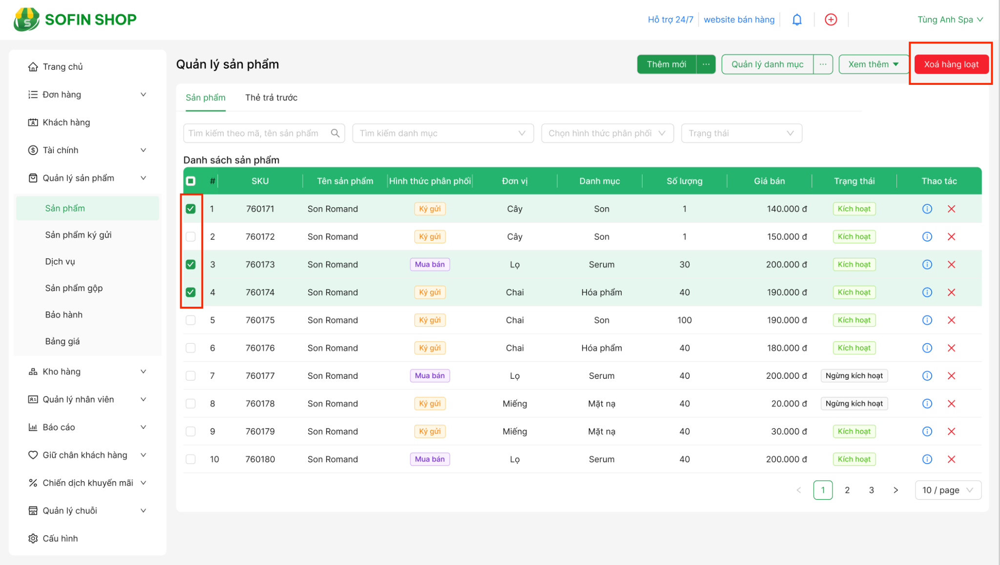 SOFIN SHOP
Hỗ trợ 24/7
website bán hàng
Tùng Anh Spa
Trang chủ
Đơn hàng
Khách hàng
Tài chính
Quản lý sản phẩm
Sản phẩm
Sản phẩm ký gửi
Dịch vụ
Sản phẩm gộp
Bảo hành
Bảng giá
Kho hàng
Quản lý nhân viên
Báo cáo
Giữ chân khách hàng
Chiến dịch khuyến mãi
Quản lý chuỗi
Cấu hình
Quản lý sản phẩm
Thêm mới ···
Quản lý danh mục ···
Xem thêm
Xoá hàng loạt
Sản phẩm Thẻ trả trước
Tìm kiếm theo mã, tên sản phẩm
Tìm kiếm danh mục
Chọn hình thức phân phối
Trạng thái
Danh sách sản phẩm
# SKU Tên sản phẩm Hình thức phân phối Đơn vị Danh mục Số lượng Giá bán Trạng thái Thao tác
1 760171 Son Romand Ký gửi Cây Son 1 140.000 đ Kích hoạt
2 760172 Son Romand Ký gửi Cây Son 1 150.000 đ Kích hoạt
3 760173 Son Romand Mua bán Lọ Serum 30 200.000 đ Kích hoạt
4 760174 Son Romand Ký gửi Chai Hóa phẩm 40 190.000 đ Kích hoạt
5 760175 Son Romand Ký gửi Chai Son 100 190.000 đ Kích hoạt
6 760176 Son Romand Ký gửi Chai Hóa phẩm 40 180.000 đ Kích hoạt
7 760177 Son Romand Mua bán Lọ Serum 40 200.000 đ Ngừng kích hoạt
8 760178 Son Romand Ký gửi Miếng Mặt nạ 40 20.000 đ Ngừng kích hoạt
9 760179 Son Romand Ký gửi Miếng Mặt nạ 40 30.000 đ Kích hoạt
10 760180 Son Romand Mua bán Lọ Serum 40 200.000 đ Kích hoạt
< 1 2 3 > 10 / page